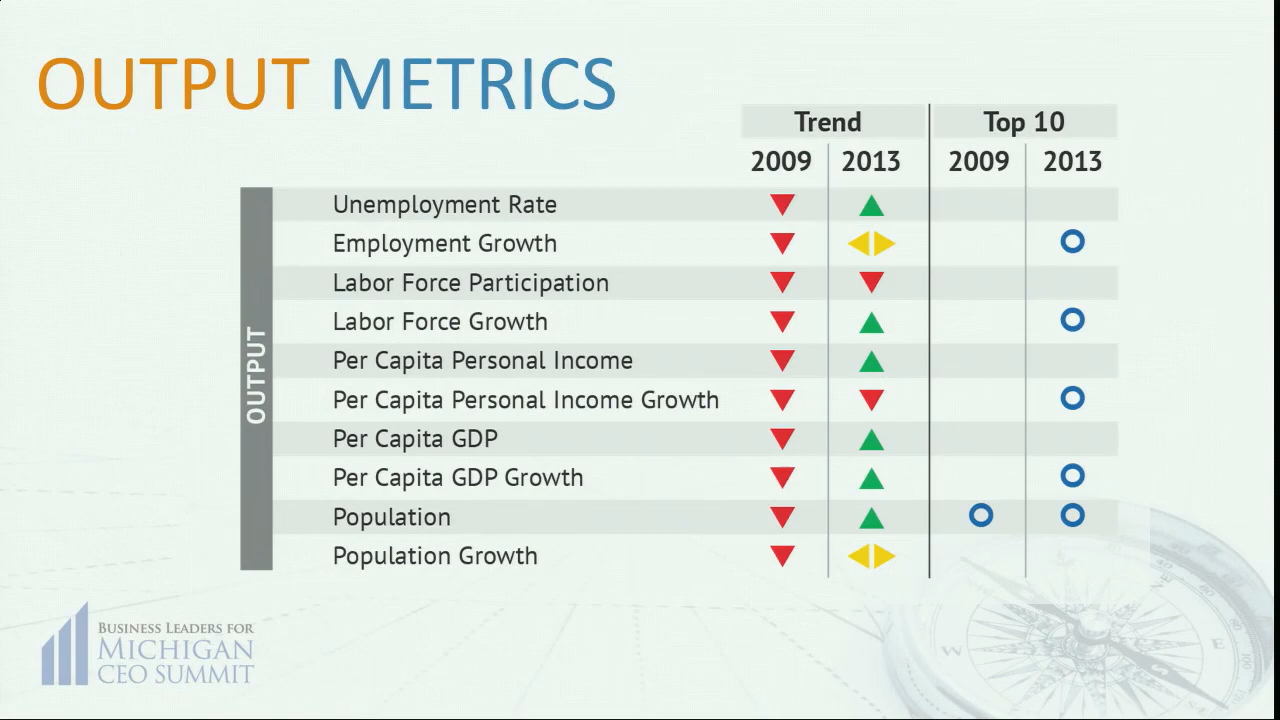 OUTPUT METRICS
Trend Top 10
2009 2013 2009 2013
OUTPUT
Unemployment Rate
Employment Growth
Labor Force Participation
Labor Force Growth
Per Capita Personal Income
Per Capita Personal Income Growth
Per Capita GDP
Per Capita GDP Growth
Population
Population Growth
BUSINESS LEADERS FOR
MICHIGAN
CEO SUMMIT
W
E